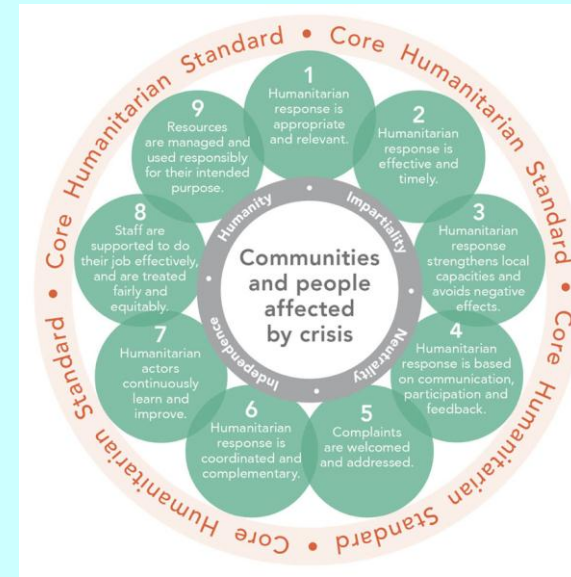 Core Humanitarian Standard • Core Humanitarian Standard • Core Humanitarian Standard • Core Humanitarian Standard • Core Humanitarian Standard •
1
Humanitarian
response is
appropriate
and relevant.
2
Humanitarian
response is
effective and
timely.
3
Humanitarian
response
strengthens local
capacities and
avoids negative
effects.
4
Humanitarian
response is based
on communication,
participation and
feedback.
5
Complaints
are welcomed
and addressed.
6
Humanitarian
response is
coordinated and
complementary.
7
Humanitarian
actors
continuously
learn and
improve.
8
Staff are
supported to do
their job effectively,
and are treated
fairly and
equitably.
9
Resources
are managed and
used responsibly
for their intended
purpose.
Humanity • Impartiality • Neutrality • Independence •
Communities
and people
affected
by crisis